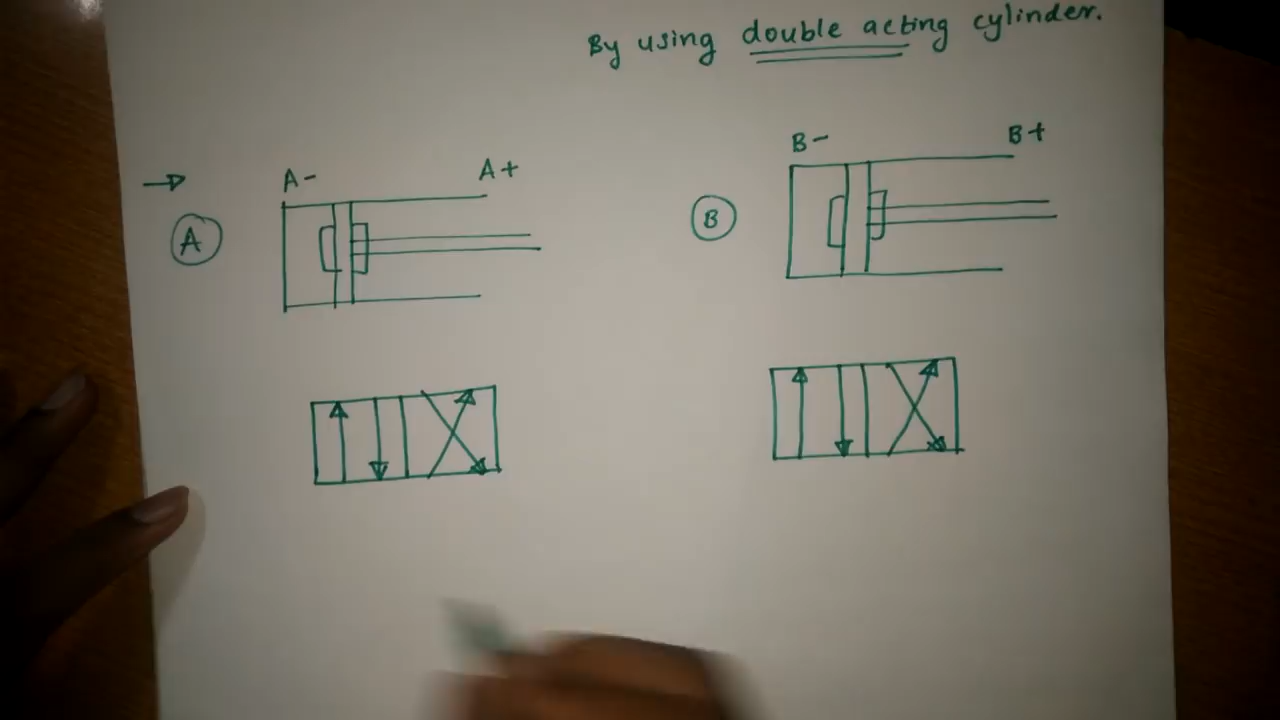 By using double acting cylinder.
A- A+
B- B+
A
B